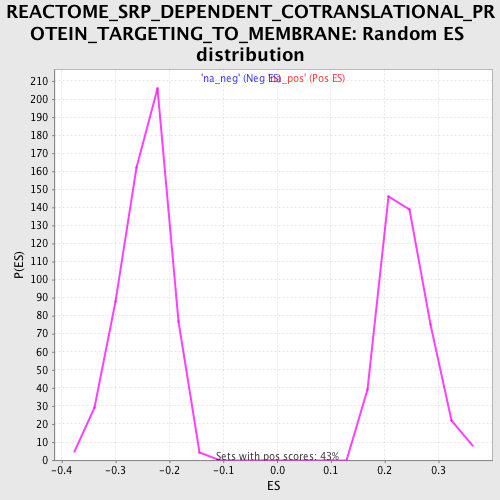 REACTOME_SRP_DEPENDENT_COTRANSLATIONAL_PR
OTEIN_TARGETING_TO_MEMBRANE: Random ES
distribution
'na_neg' (Neg ES) 'na_pos' (Pos ES)
210
200
190
180
170
160
150
140
130
120
110
100
90
80
70
60
50
40
30
20
10
0
P(ES)
Sets with pos scores: 43%
-0.4 -0.3 -0.2 -0.1 0.0 0.1 0.2 0.3
ES